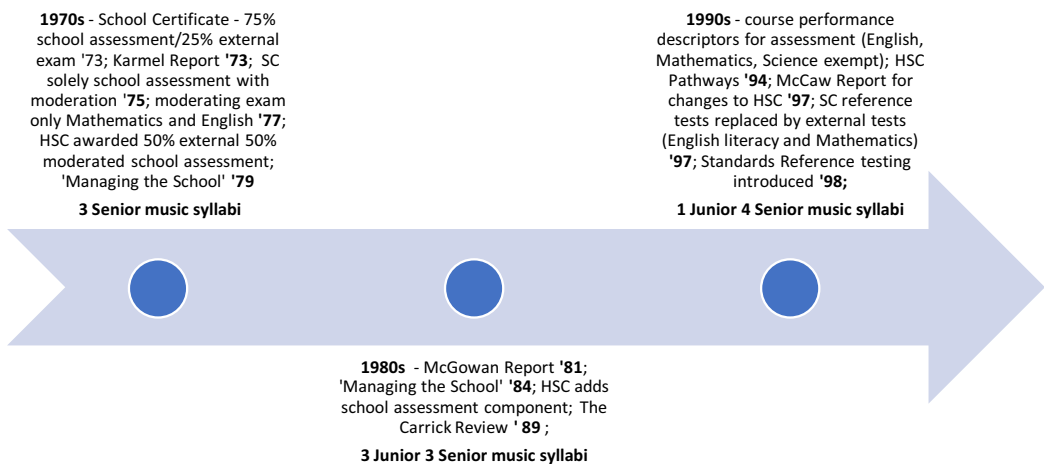 1970s - School Certificate - 75%
school assessment/25% external
exam '73; Karmel Report '73; SC
solely school assessment with
moderation '75; moderating exam
only Mathematics and English '77;
HSC awarded 50% external 50%
moderated school assessment;
'Managing the School' '79
3 Senior music syllabi
1980s - McGowan Report '81;
'Managing the School' '84; HSC adds
school assessment component; The
Carrick Review ' 89 ;
3 Junior 3 Senior music syllabi
1990s - course performance
descriptors for assessment (English,
Mathematics, Science exempt); HSC
Pathways '94; McCaw Report for
changes to HSC '97; SC reference
tests replaced by external tests
(English literacy and Mathematics)
'97; Standards Reference testing
introduced '98;
1 Junior 4 Senior music syllabi